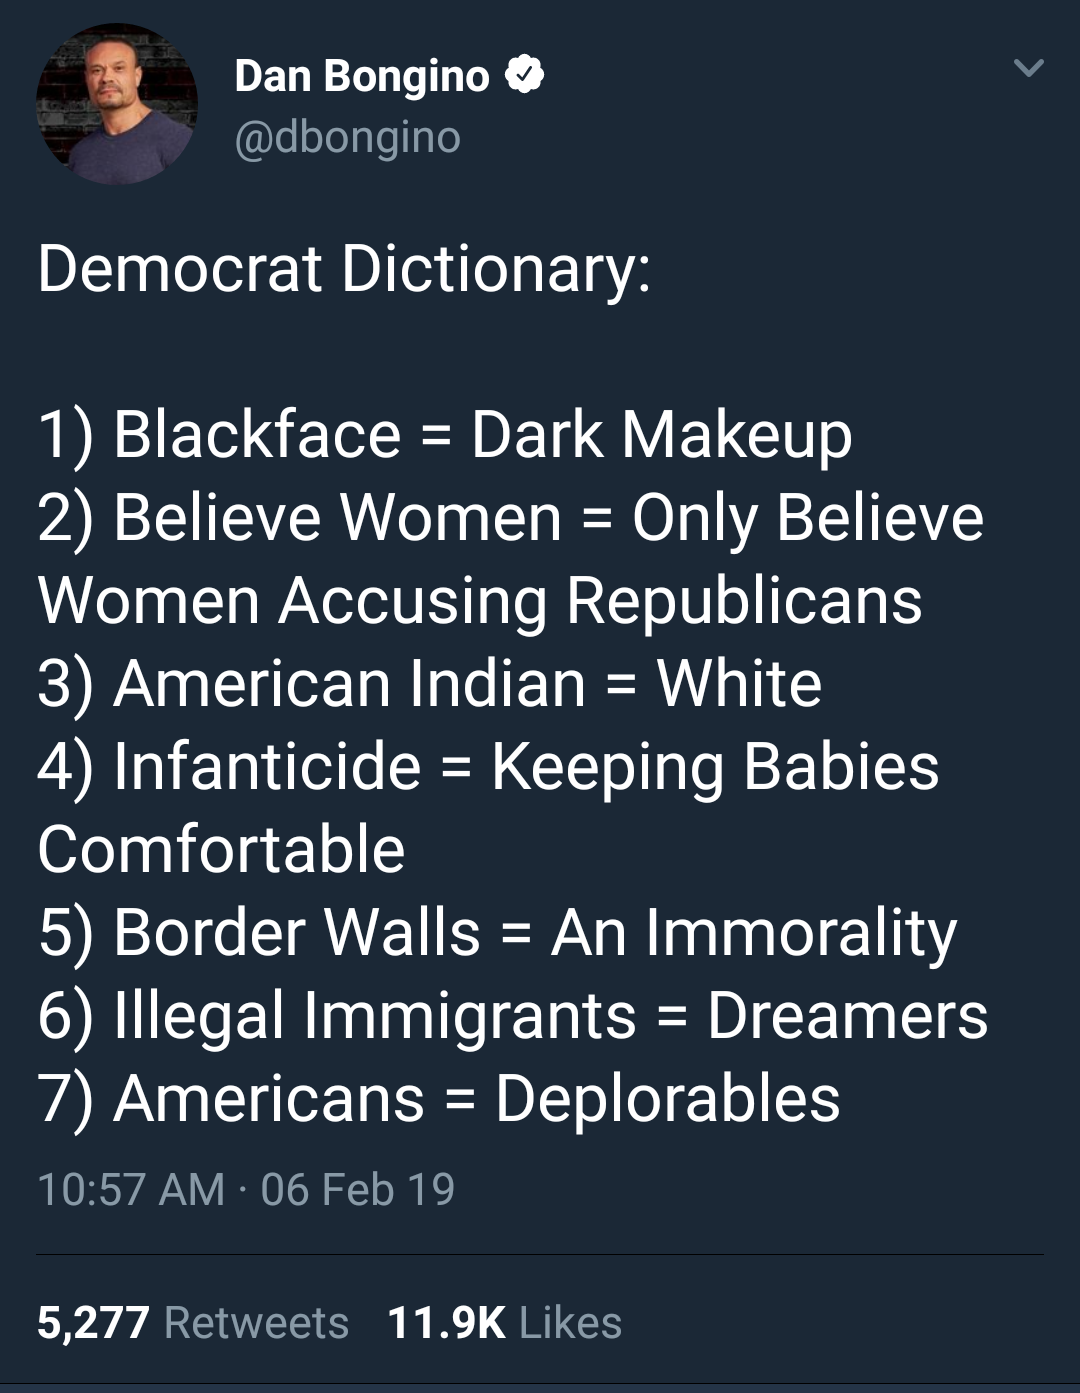 Dan Bongino
@dbongino
Democrat Dictionary:
1) Blackface = Dark Makeup
2) Believe Women = Only Believe
Women Accusing Republicans
3) American Indian = White
4) Infanticide = Keeping Babies
Comfortable
5) Border Walls = An Immorality
6) Illegal Immigrants = Dreamers
7) Americans = Deplorables
10:57 AM · 06 Feb 19
5,277 Retweets 11.9K Likes